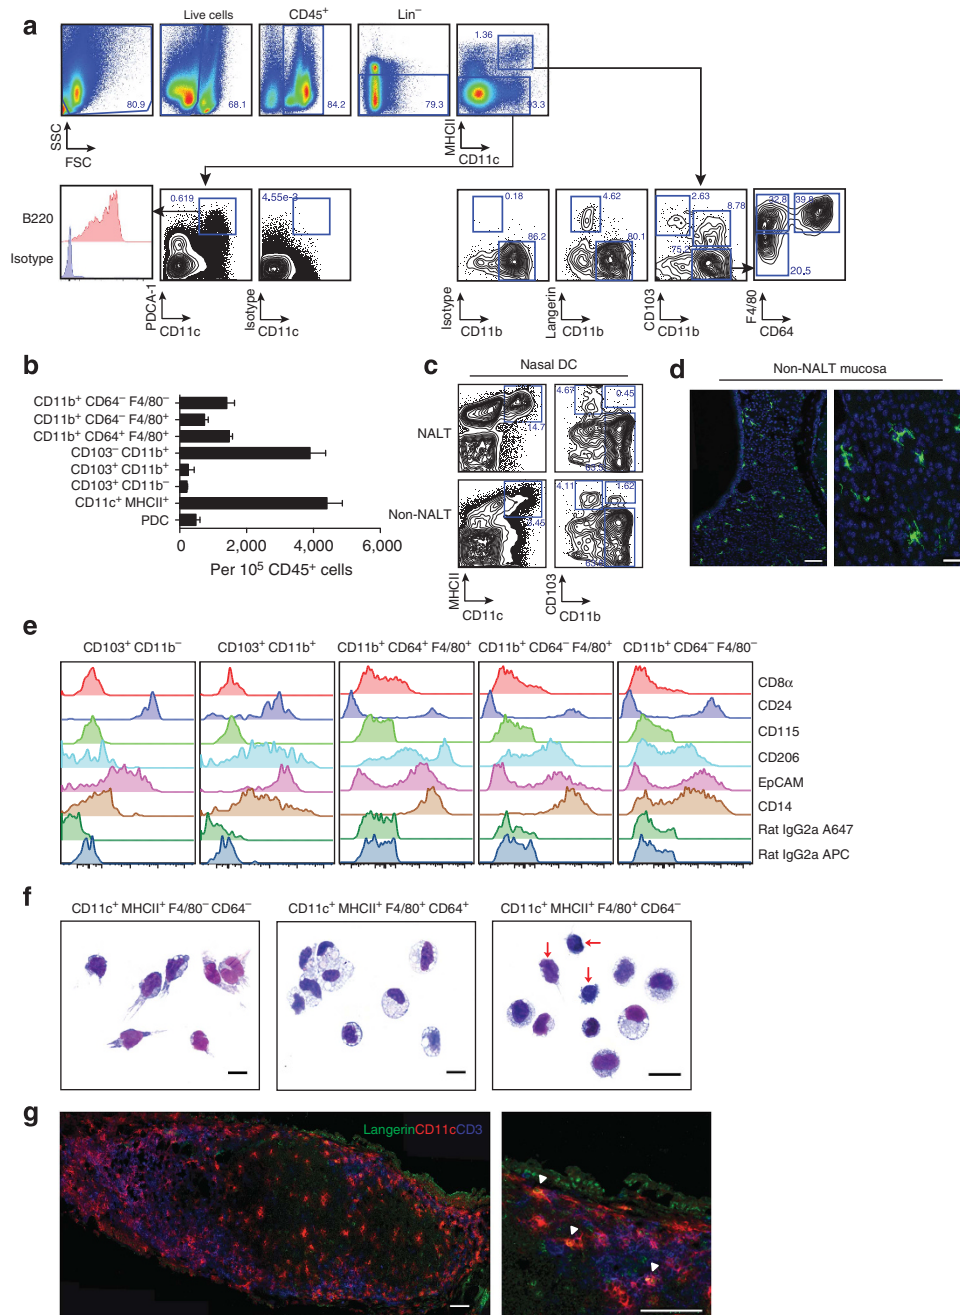 a
Live cells
CD45+
Lin−
80.9
68.1
84.2
79.3
1.36
93.3
SSC
FSC
MHCII
CD11c
B220
Isotype
0.619
4.55e-3
PDCA-1
CD11c
Isotype
CD11c
0.18
86.2
4.62
80.1
2.63
8.78
75.
32.8
39.8
20.5
Isotype
CD11b
Langerin
CD11b
CD103
CD11b
F4/80
CD64
b
CD11b+ CD64− F4/80−
CD11b+ CD64− F4/80+
CD11b+ CD64+ F4/80+
CD103− CD11b+
CD103+ CD11b+
CD103+ CD11b−
CD11c+ MHCII+
PDC
0
2,000
4,000
6,000
Per 10⁵ CD45+ cells
c
Nasal DC
NALT
14.7
4.67
0.45
Non-NALT
4.11
1.62
MHCII
CD11c
CD103
CD11b
d
Non-NALT mucosa
e
CD103+ CD11b−
CD103+ CD11b+
CD11b+ CD64+ F4/80+
CD11b+ CD64− F4/80+
CD11b+ CD64− F4/80−
CD8α
CD24
CD115
CD206
EpCAM
CD14
Rat IgG2a A647
Rat IgG2a APC
f
CD11c+ MHCII+ F4/80− CD64−
CD11c+ MHCII+ F4/80+ CD64+
CD11c+ MHCII+ F4/80+ CD64−
g
LangerinCD11cCD3